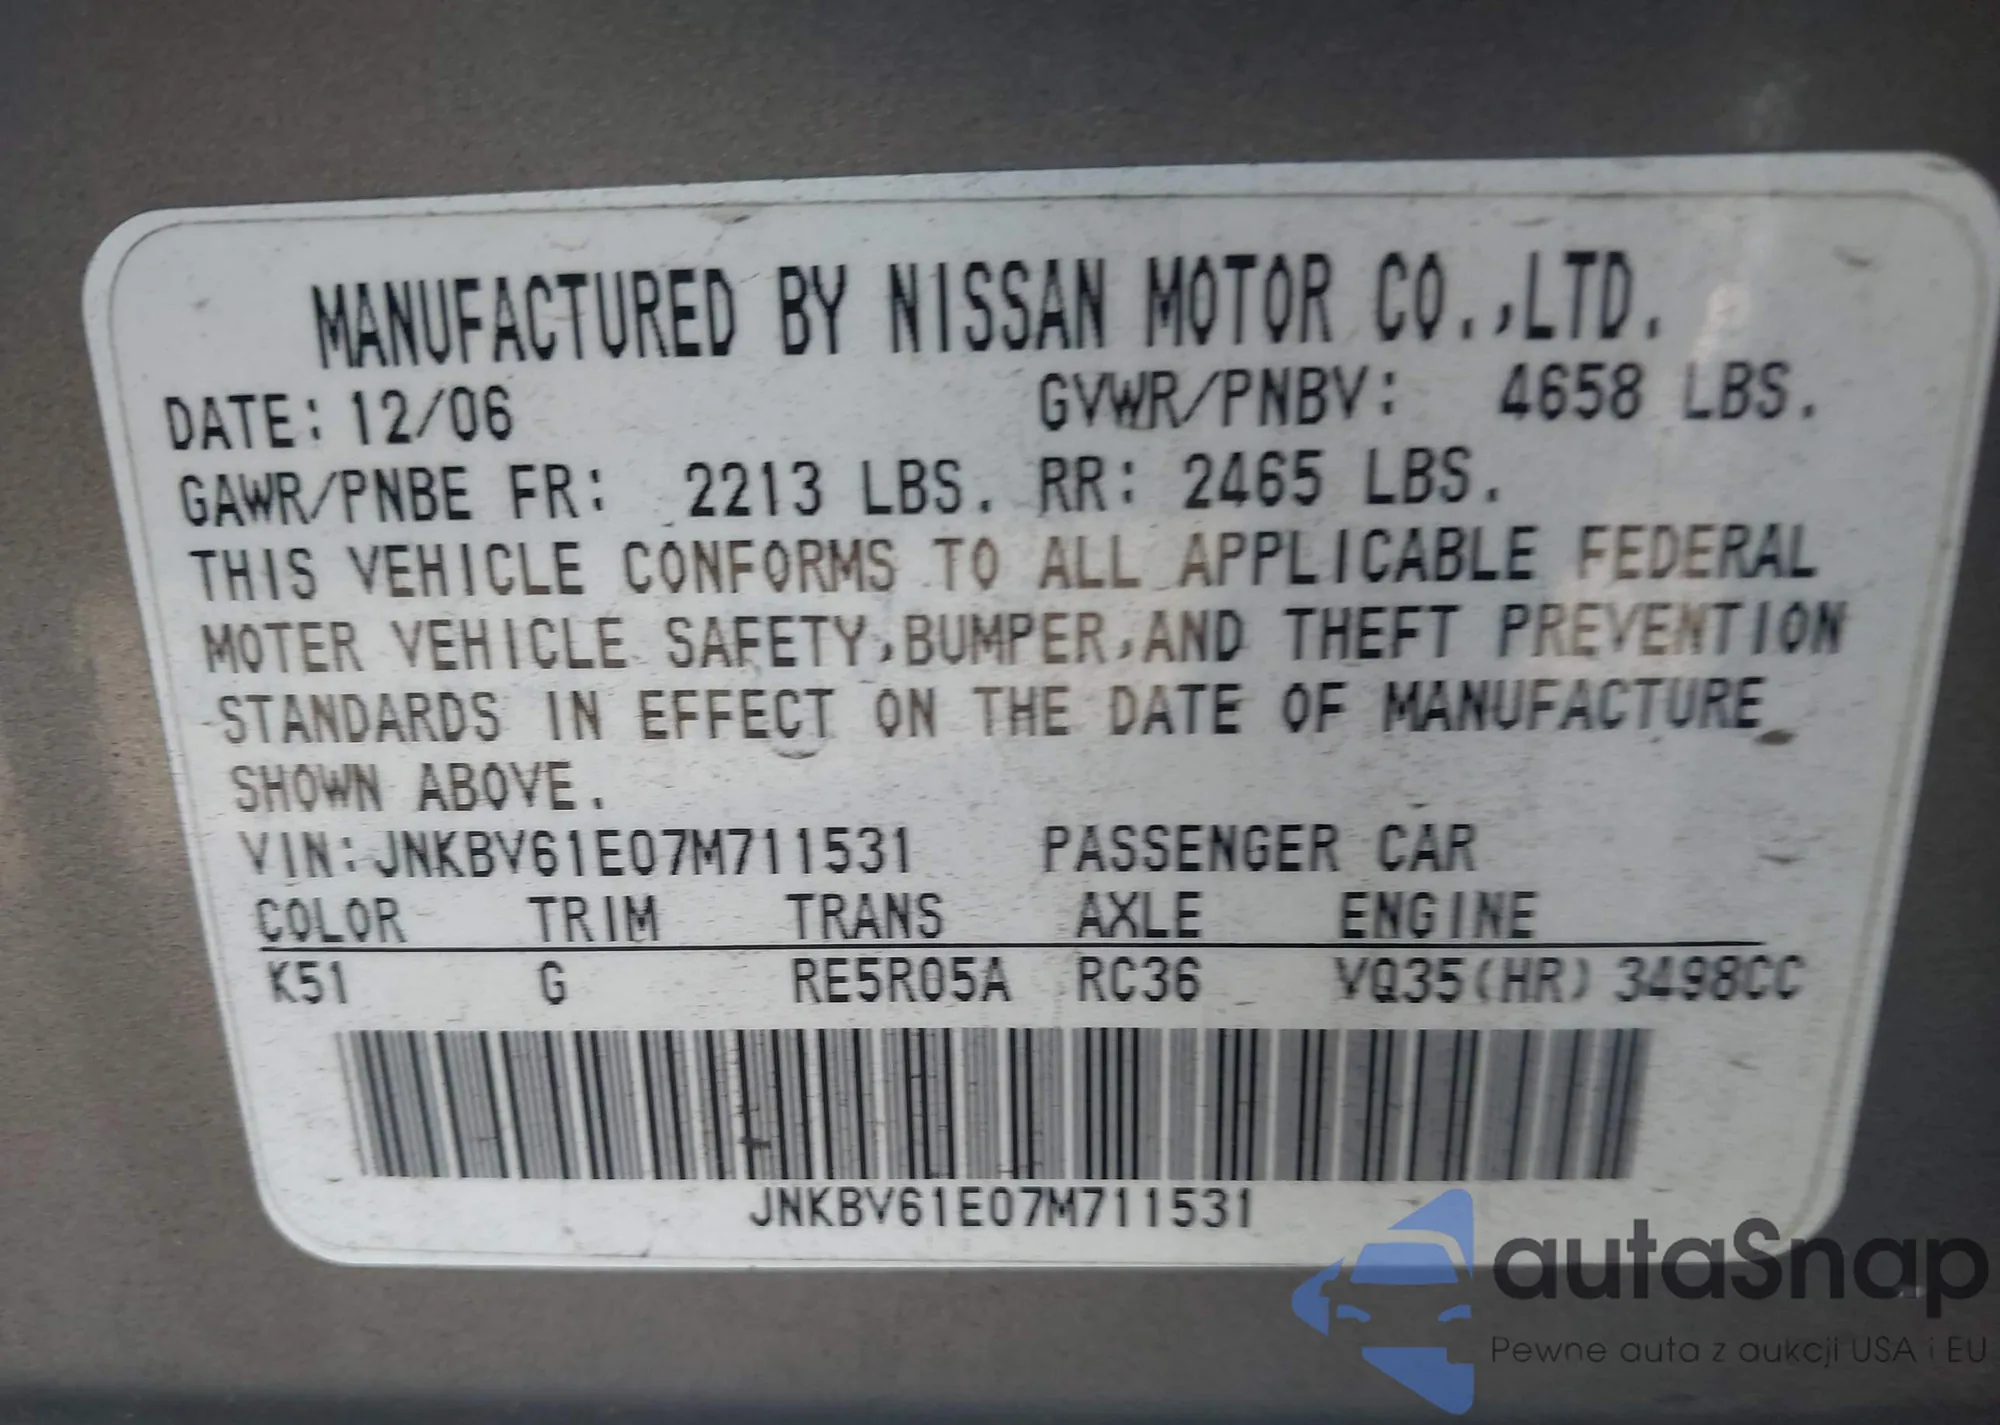 MANUFACTURED BY NISSAN MOTOR CO.,LTD.
DATE: 12/06 GVWR/PNBV: 4658 LBS.
GAWR/PNBE FR: 2213 LBS. RR: 2465 LBS.
THIS VEHICLE CONFORMS TO ALL APPLICABLE FEDERAL
MOTER VEHICLE SAFETY,BUMPER,AND THEFT PREVENTION
STANDARDS IN EFFECT ON THE DATE OF MANUFACTURE
SHOWN ABOVE.
VIN:JNKBV61E07M711531 PASSENGER CAR
COLOR TRIM TRANS AXLE ENGINE
K51 G RE5R05A RC36 VQ35(HR) 3498CC
JNKBV61E07M711531
autaSnap
Pewne auta z aukcji USA i EU